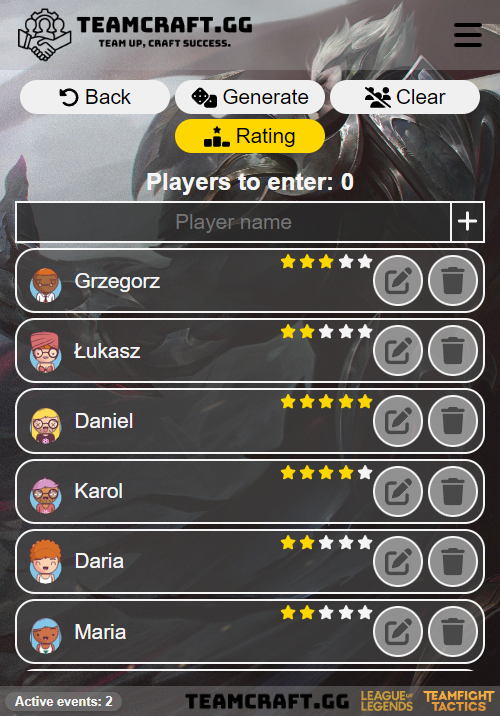 TEAMCRAFT.GG
TEAM UP, CRAFT SUCCESS.
Back
Generate
Clear
Rating
Players to enter: 0
Player name
Grzegorz
Łukasz
Daniel
Karol
Daria
Maria
Active events: 2
TEAMCRAFT.GG
LEAGUE OF
LEGENDS
TEAMFIGHT
TACTICS